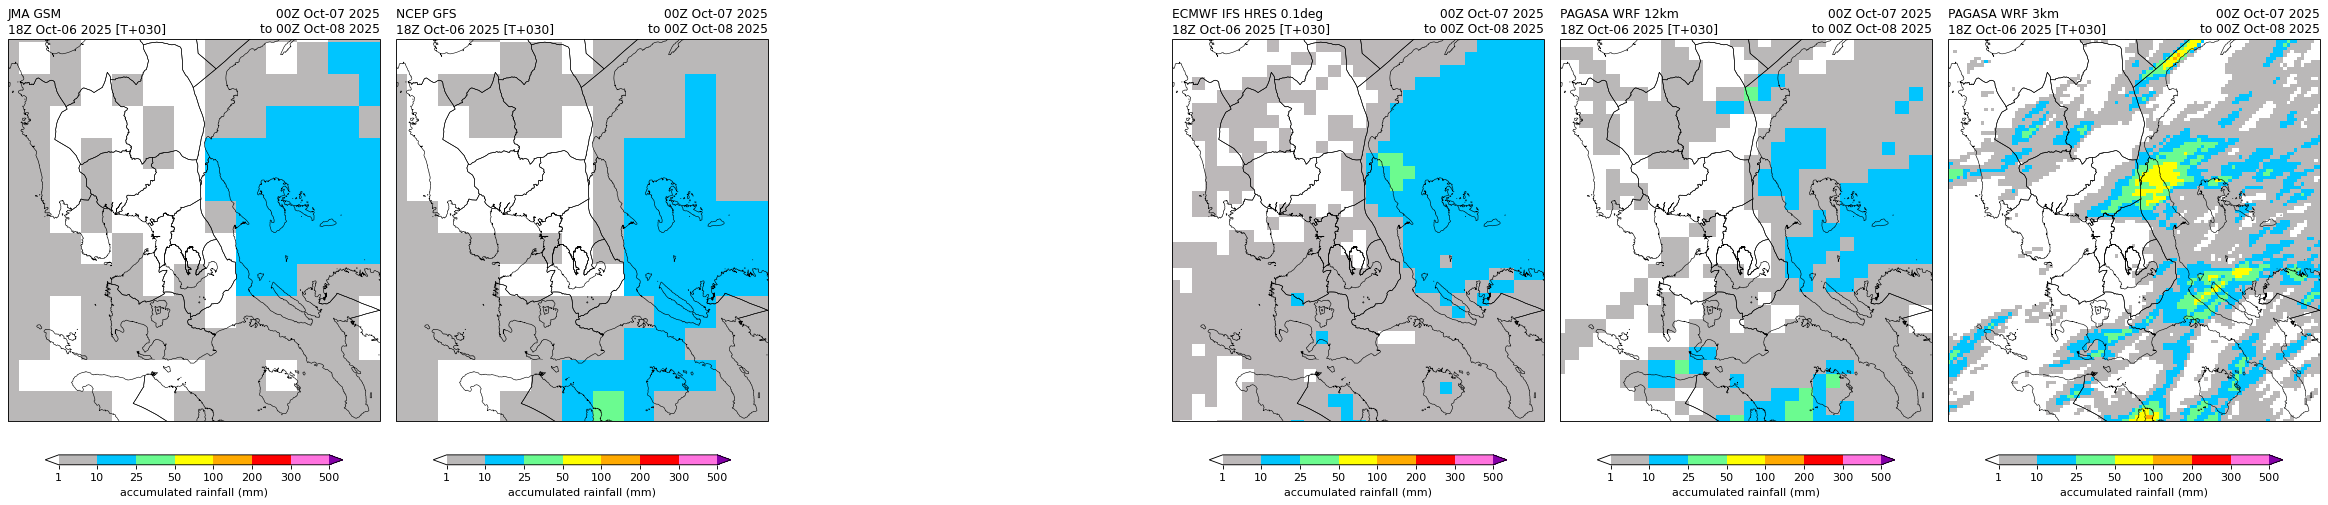 JMA GSM
00Z Oct-07 2025
18Z Oct-06 2025 [T+030]
to 00Z Oct-08 2025
1 10 25 50 100 200 300 500
accumulated rainfall (mm)
NCEP GFS
00Z Oct-07 2025
18Z Oct-06 2025 [T+030]
to 00Z Oct-08 2025
1 10 25 50 100 200 300 500
accumulated rainfall (mm)
ECMWF IFS HRES 0.1deg
00Z Oct-07 2025
18Z Oct-06 2025 [T+030]
to 00Z Oct-08 2025
1 10 25 50 100 200 300 500
accumulated rainfall (mm)
PAGASA WRF 12km
00Z Oct-07 2025
18Z Oct-06 2025 [T+030]
to 00Z Oct-08 2025
1 10 25 50 100 200 300 500
accumulated rainfall (mm)
PAGASA WRF 3km
00Z Oct-07 2025
18Z Oct-06 2025 [T+030]
to 00Z Oct-08 2025
1 10 25 50 100 200 300 500
accumulated rainfall (mm)